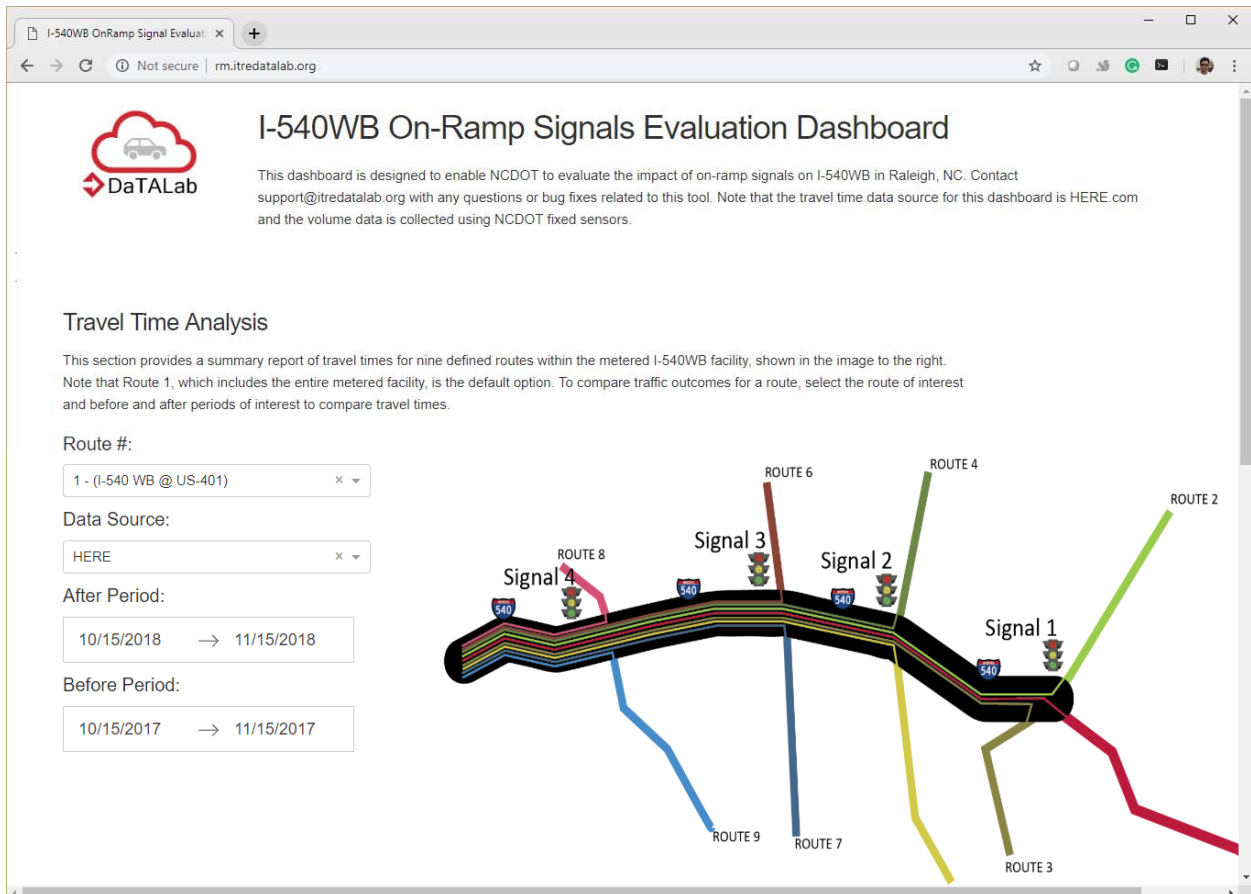 I-540WB OnRamp Signal Evaluati
Not secure | rm.itredatalab.org
DaTALab
I-540WB On-Ramp Signals Evaluation Dashboard
This dashboard is designed to enable NCDOT to evaluate the impact of on-ramp signals on I-540WB in Raleigh, NC. Contact
support@itredatalab.org with any questions or bug fixes related to this tool. Note that the travel time data source for this dashboard is HERE.com
and the volume data is collected using NCDOT fixed sensors.
Travel Time Analysis
This section provides a summary report of travel times for nine defined routes within the metered I-540WB facility, shown in the image to the right.
Note that Route 1, which includes the entire metered facility, is the default option. To compare traffic outcomes for a route, select the route of interest
and before and after periods of interest to compare travel times.
Route #:
1 - (I-540 WB @ US-401)
Data Source:
HERE
After Period:
10/15/2018 → 11/15/2018
Before Period:
10/15/2017 → 11/15/2017
ROUTE 4
ROUTE 6
ROUTE 2
Signal 3
ROUTE 8
Signal 2
Signal 4
540
540
540
Signal 1
540
ROUTE 9
ROUTE 7
ROUTE 3